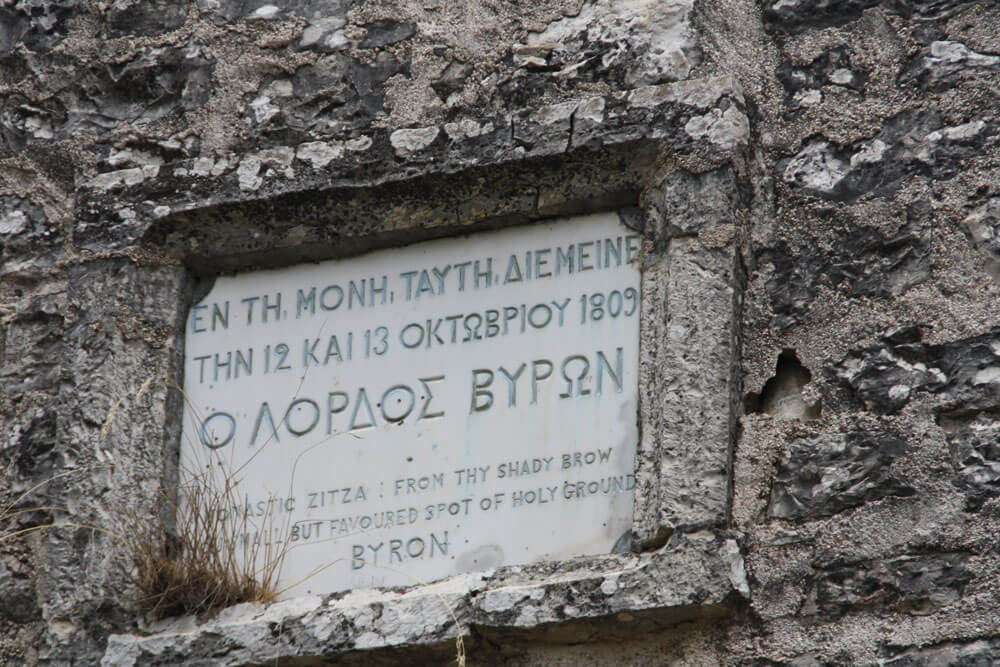 ΕΝ ΤΗ, ΜΟΝΗ, ΤΑΥΤΗ, ΔΙΕΜΕΙΝΕ
ΤΗΝ 12 ΚΑΙ 13 ΟΚΤΩΒΡΙΟΥ 1809
Ο ΛΟΡΔΟΣ ΒΥΡΩΝ
ZITZA : FROM THY SHADY BROW
BUT FAVOURED SPOT OF HOLY GROUND
BYRON